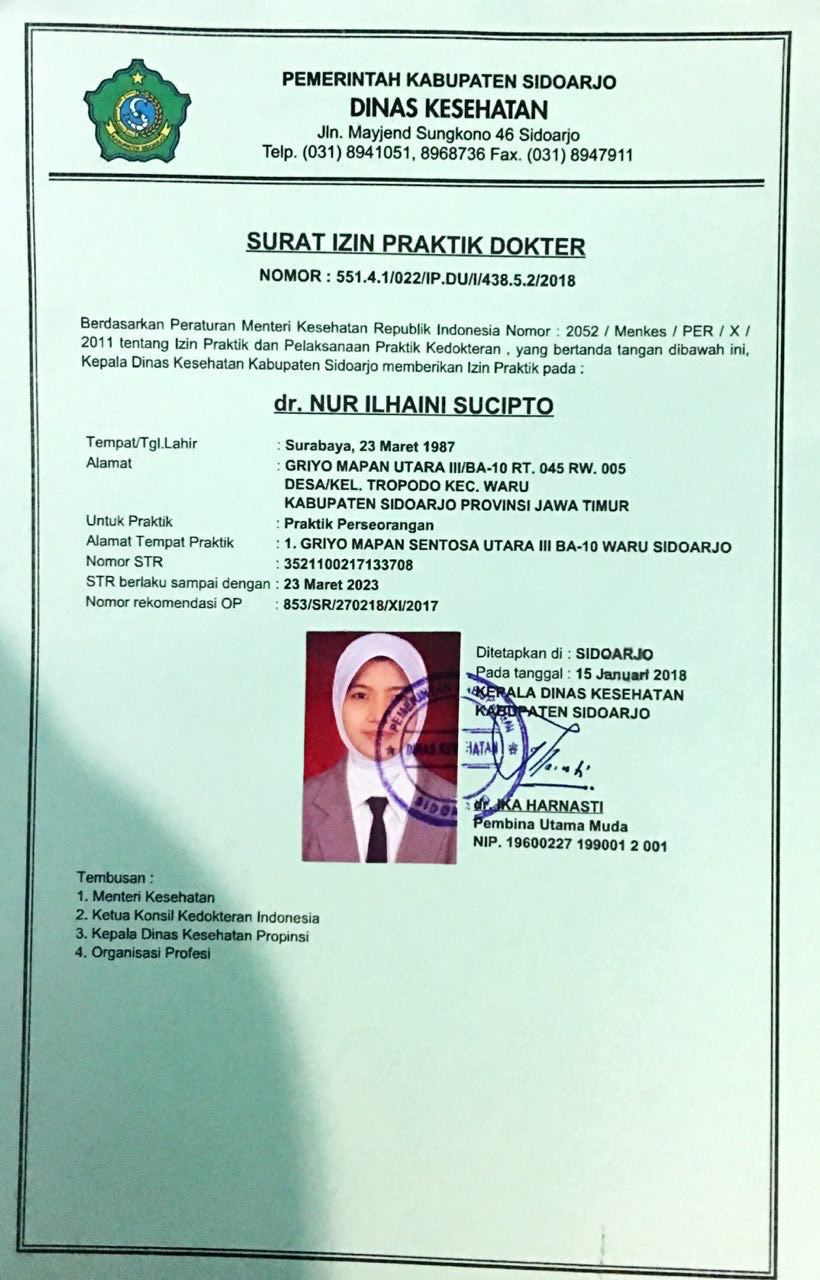 PEMERINTAH KABUPATEN SIDOARJO
DINAS KESEHATAN
Jln. Mayjend Sungkono 46 Sidoarjo
Telp. (031) 8941051, 8968736 Fax. (031) 8947911
KABUPATEN SIDOARJO
SURAT IZIN PRAKTIK DOKTER
NOMOR : 551.4.1/022/IP.DU/I/438.5.2/2018
Berdasarkan Peraturan Menteri Kesehatan Republik Indonesia Nomor : 2052 / Menkes / PER / X /
2011 tentang Izin Praktik dan Pelaksanaan Praktik Kedokteran , yang bertanda tangan dibawah ini,
Kepala Dinas Kesehatan Kabupaten Sidoarjo memberikan Izin Praktik pada :
dr. NUR ILHAINI SUCIPTO
Tempat/Tgl.Lahir : Surabaya, 23 Maret 1987
Alamat : GRIYO MAPAN UTARA III/BA-10 RT. 045 RW. 005
DESA/KEL. TROPODO KEC. WARU
KABUPATEN SIDOARJO PROVINSI JAWA TIMUR
Untuk Praktik : Praktik Perseorangan
Alamat Tempat Praktik : 1. GRIYO MAPAN SENTOSA UTARA III BA-10 WARU SIDOARJO
Nomor STR : 3521100217133708
STR berlaku sampai dengan : 23 Maret 2023
Nomor rekomendasi OP : 853/SR/270218/XI/2017
Ditetapkan di : SIDOARJO
Pada tanggal : 15 Januari 2018
KEPALA DINAS KESEHATAN
KABUPATEN SIDOARJO
DINAS KESEHATAN
dr. IKA HARNASTI
Pembina Utama Muda
NIP. 19600227 199001 2 001
Tembusan :
1. Menteri Kesehatan
2. Ketua Konsil Kedokteran Indonesia
3. Kepala Dinas Kesehatan Propinsi
4. Organisasi Profesi